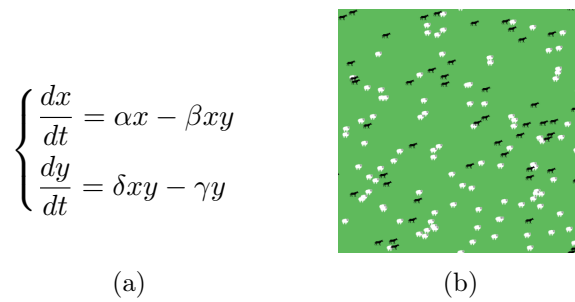 dx/dt = αx − βxy
dy/dt = δxy − γy
(a)
(b)